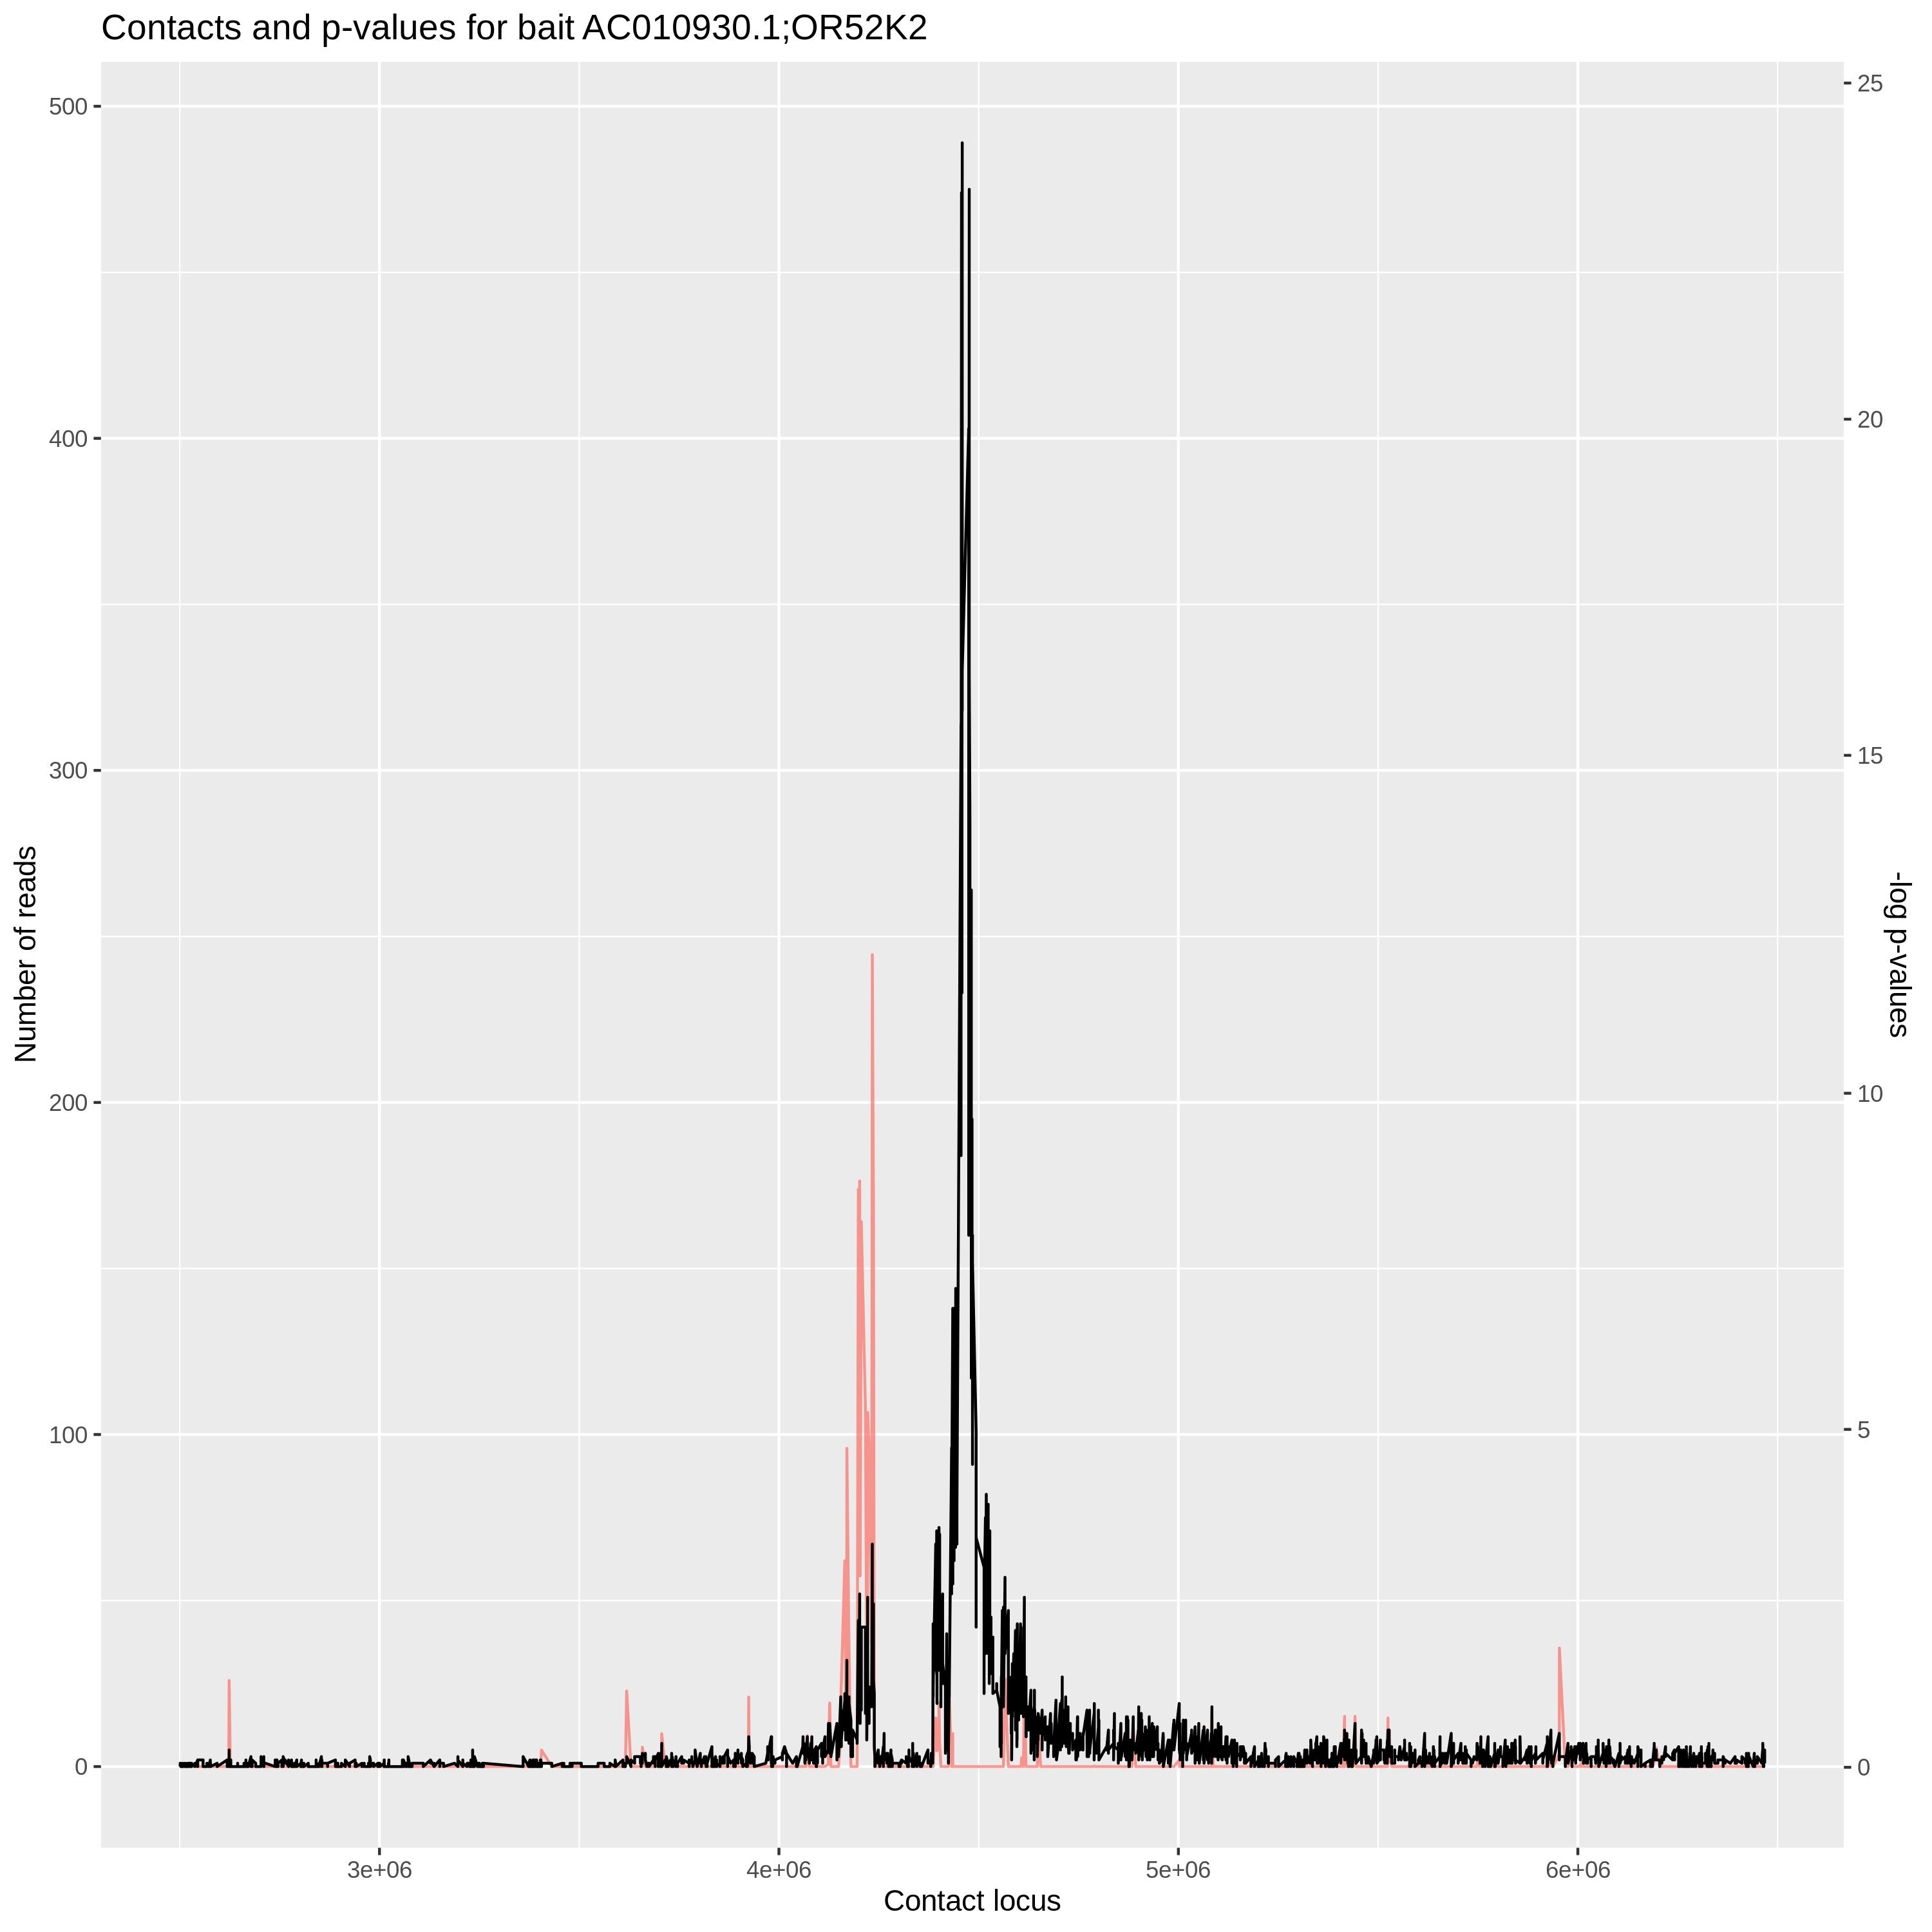 Contacts and p-values for bait AC010930.1;OR52K2
500
400
300
200
100
0
25
20
15
10
5
0
Number of reads
-log p-values
3e+06
4e+06
5e+06
6e+06
Contact locus